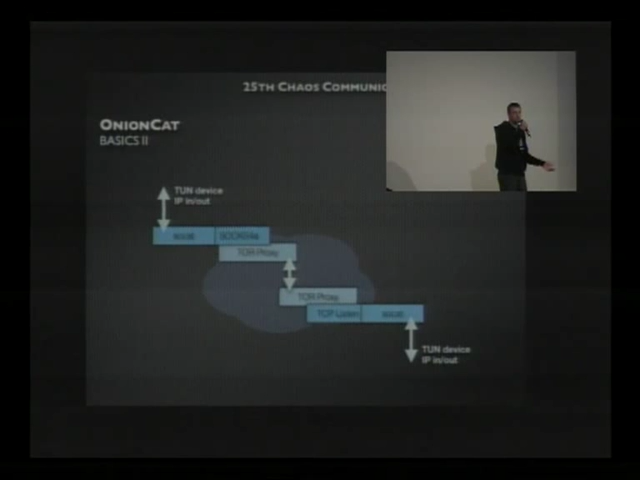 25TH CHAOS COMMUNIC
ONIONCAT
BASICS II
TUN device
IP in/out
SOCKS4a
TOR Proxy
TOR Proxy
TCP Listen
TUN device
IP in/out